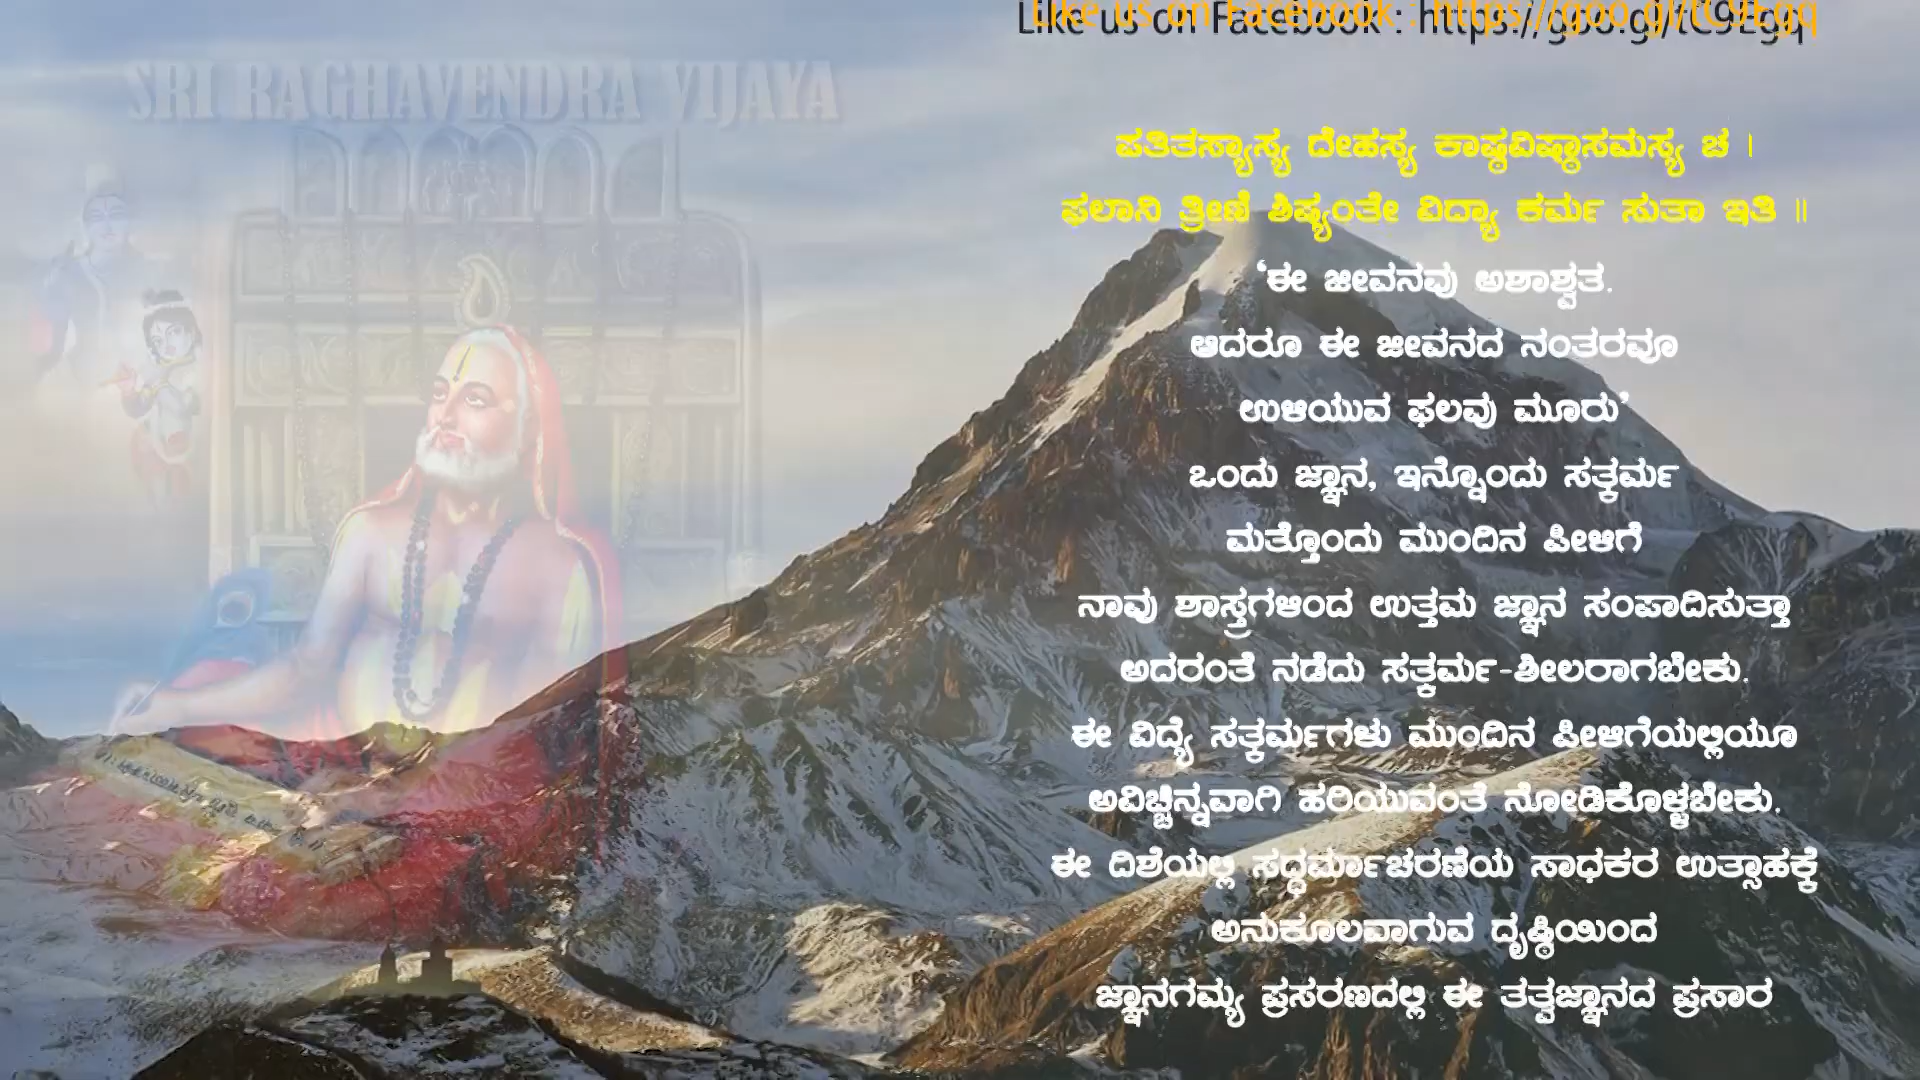 Like us on Facebook : https://goo.gl/tC9Egq
SRI RAGHAVENDRA VIJAYA
ಪತಿತಸ್ಯಾಸ್ಯ ದೇಹಸ್ಯ ಕಾಷ್ಠವಿಷ್ಠಾಸಮಸ್ಯ ಚ ।
ಫಲಾನಿ ತ್ರೀಣಿ ಶಿಷ್ಯಂತೇ ವಿದ್ಯಾ ಕರ್ಮ ಸುತಾ ಇತಿ ॥
‘ಈ ಜೀವನವು ಅಶಾಶ್ವತ.
ಆದರೂ ಈ ಜೀವನದ ನಂತರವೂ
ಉಳಿಯುವ ಫಲವು ಮೂರು’
ಒಂದು ಜ್ಞಾನ, ಇನ್ನೊಂದು ಸತ್ಕರ್ಮ
ಮತ್ತೊಂದು ಮುಂದಿನ ಪೀಳಿಗೆ
ನಾವು ಶಾಸ್ತ್ರಗಳಿಂದ ಉತ್ತಮ ಜ್ಞಾನ ಸಂಪಾದಿಸುತ್ತಾ
ಅದರಂತೆ ನಡೆದು ಸತ್ಕರ್ಮ-ಶೀಲರಾಗಬೇಕು.
ಈ ವಿದ್ಯೆ ಸತ್ಕರ್ಮಗಳು ಮುಂದಿನ ಪೀಳಿಗೆಯಲ್ಲಿಯೂ
ಅವಿಚ್ಛಿನ್ನವಾಗಿ ಹರಿಯುವಂತೆ ನೋಡಿಕೊಳ್ಳಬೇಕು.
ಈ ದಿಶೆಯಲ್ಲಿ ಸದ್ಧರ್ಮಾಚರಣೆಯ ಸಾಧಕರ ಉತ್ಸಾಹಕ್ಕೆ
ಅನುಕೂಲವಾಗುವ ದೃಷ್ಠಿಯಿಂದ
ಜ್ಞಾನಗಮ್ಯ ಪ್ರಸರಣದಲ್ಲಿ ಈ ತತ್ವಜ್ಞಾನದ ಪ್ರಸಾರ